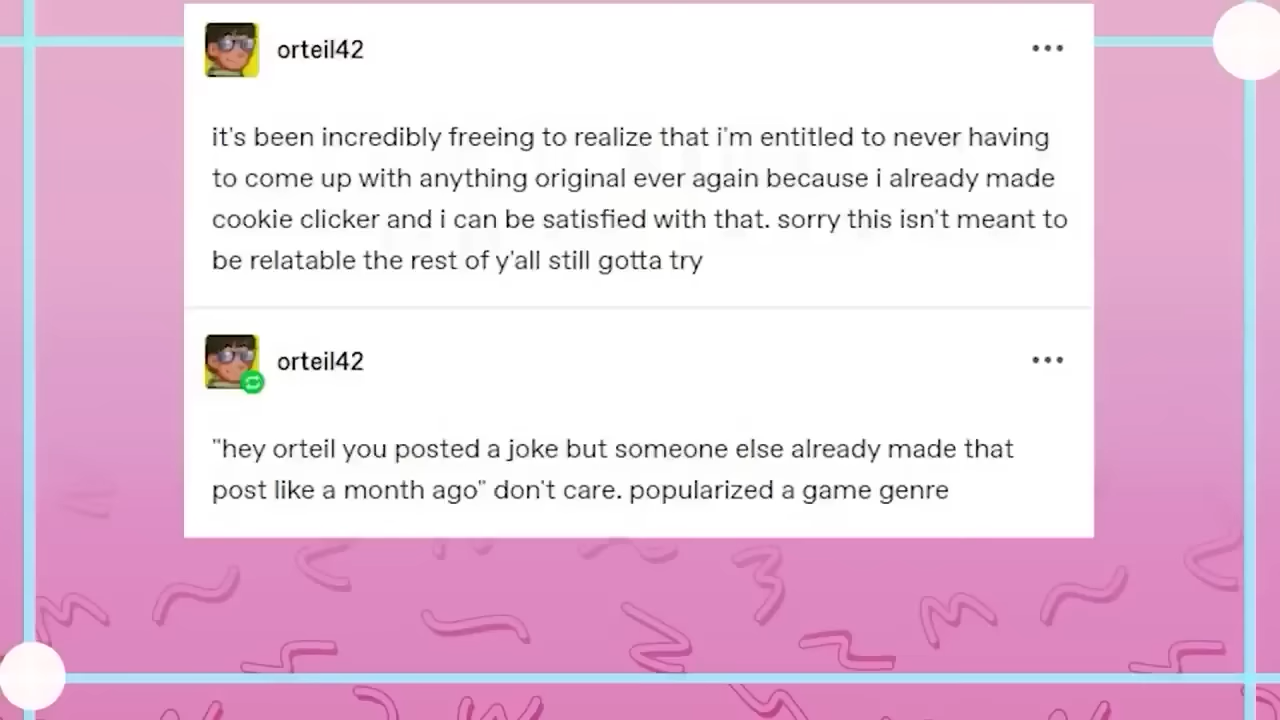 orteil42
it's been incredibly freeing to realize that i'm entitled to never having
to come up with anything original ever again because i already made
cookie clicker and i can be satisfied with that. sorry this isn't meant to
be relatable the rest of y'all still gotta try
orteil42
"hey orteil you posted a joke but someone else already made that
post like a month ago" don't care. popularized a game genre